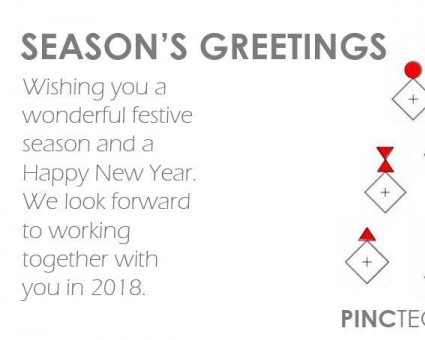 SEASON'S GREETINGS
Wishing you a
wonderful festive
season and a
Happy New Year.
We look forward
to working
together with
you in 2018.